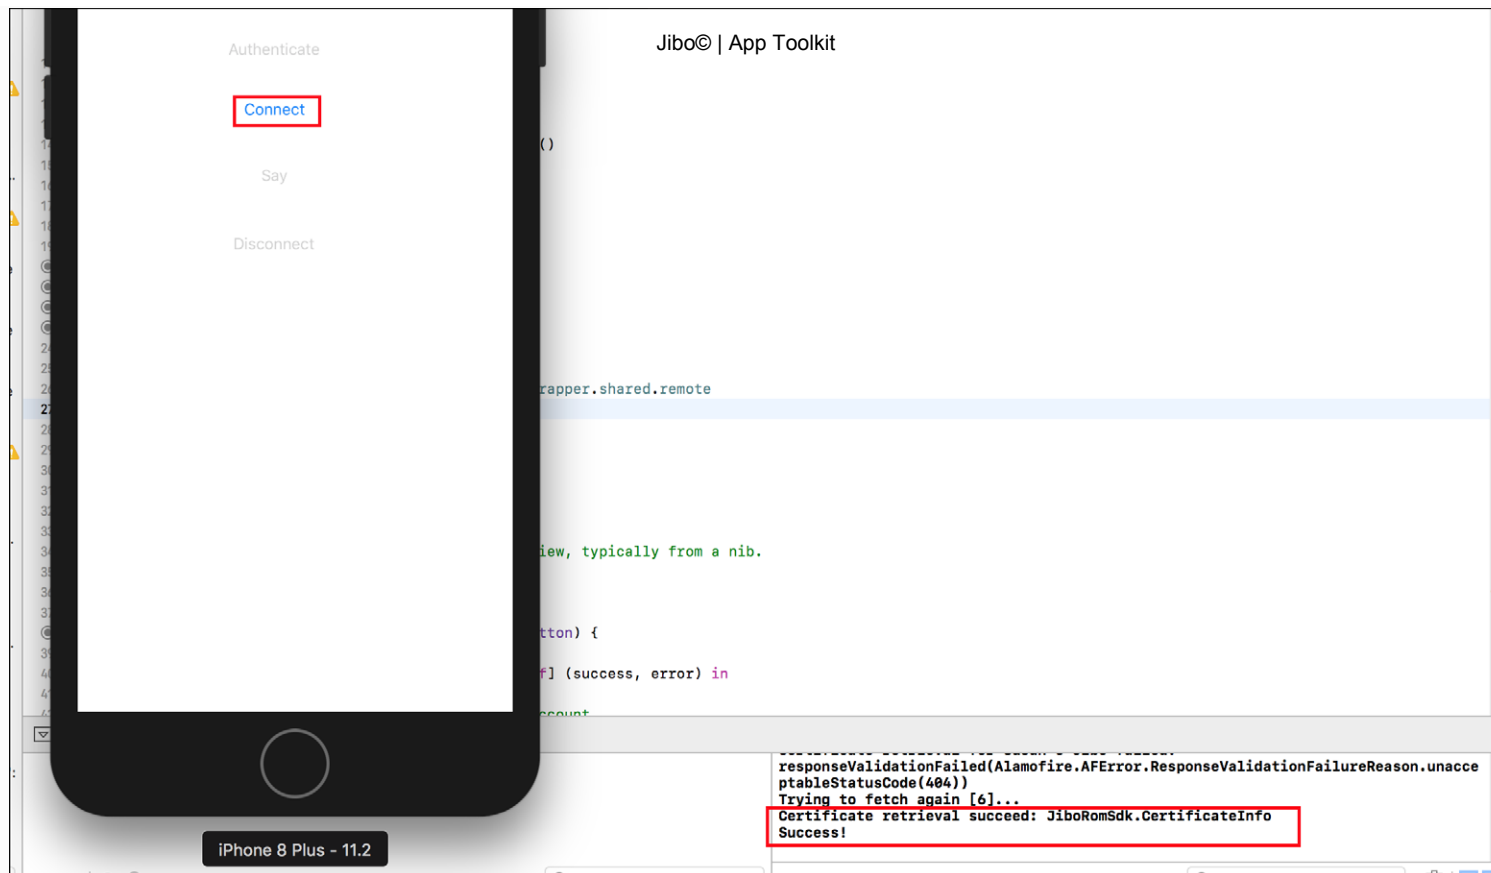 Jibo© | App Toolkit
Authenticate
Connect
Say
Disconnect
()
rapper.shared.remote
iew, typically from a nib.
tton) {
f] (success, error) in
responseValidationFailed(Alamofire.AFError.ResponseValidationFailureReason.unacce
ptableStatusCode(404))
Trying to fetch again [6]...
Certificate retrieval succeed: JiboRomSdk.CertificateInfo
Success!
iPhone 8 Plus - 11.2